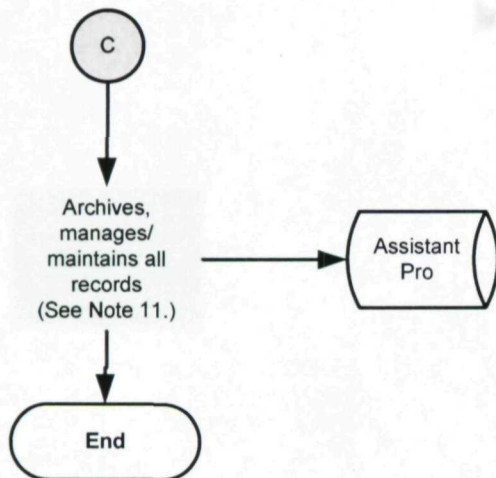 C
Archives,
manages/
maintains all
records
(See Note 11.)
Assistant
Pro
End